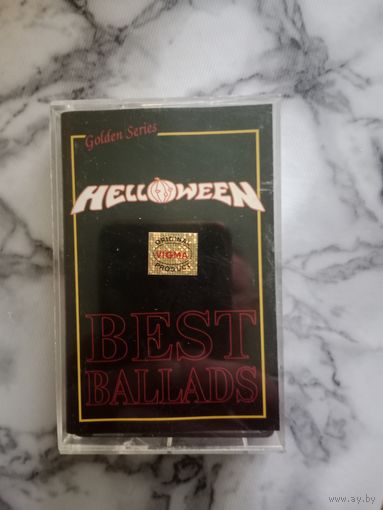 Golden Series
HELLOWEEN
ORIGINAL
VIGMA
PRODUCT
BEST
BALLADS
www.ay.by